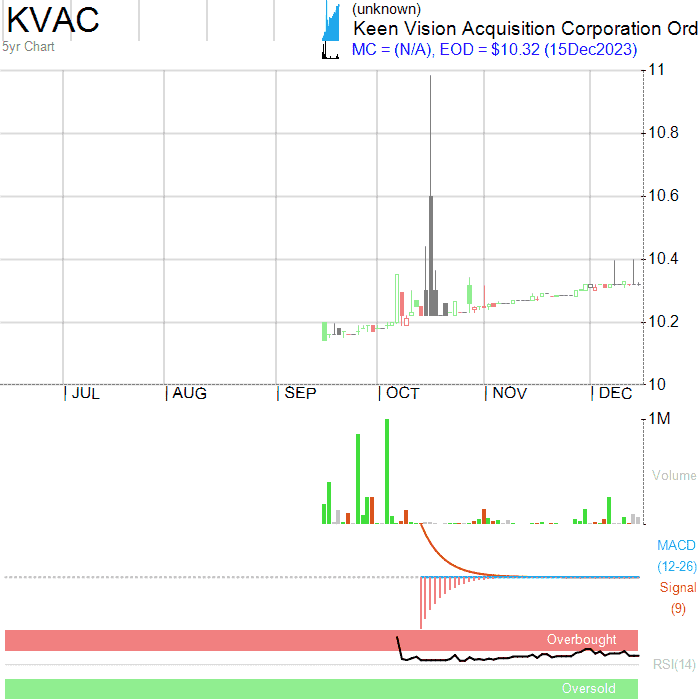 KVAC
5yr Chart
(unknown)
Keen Vision Acquisition Corporation Ord
MC = (N/A), EOD = $10.32 (15Dec2023)
11
10.8
10.6
10.4
10.2
10
JUL AUG SEP OCT NOV DEC
1M
Volume
MACD
(12-26)
Signal
(9)
Overbought
RSI(14)
Oversold